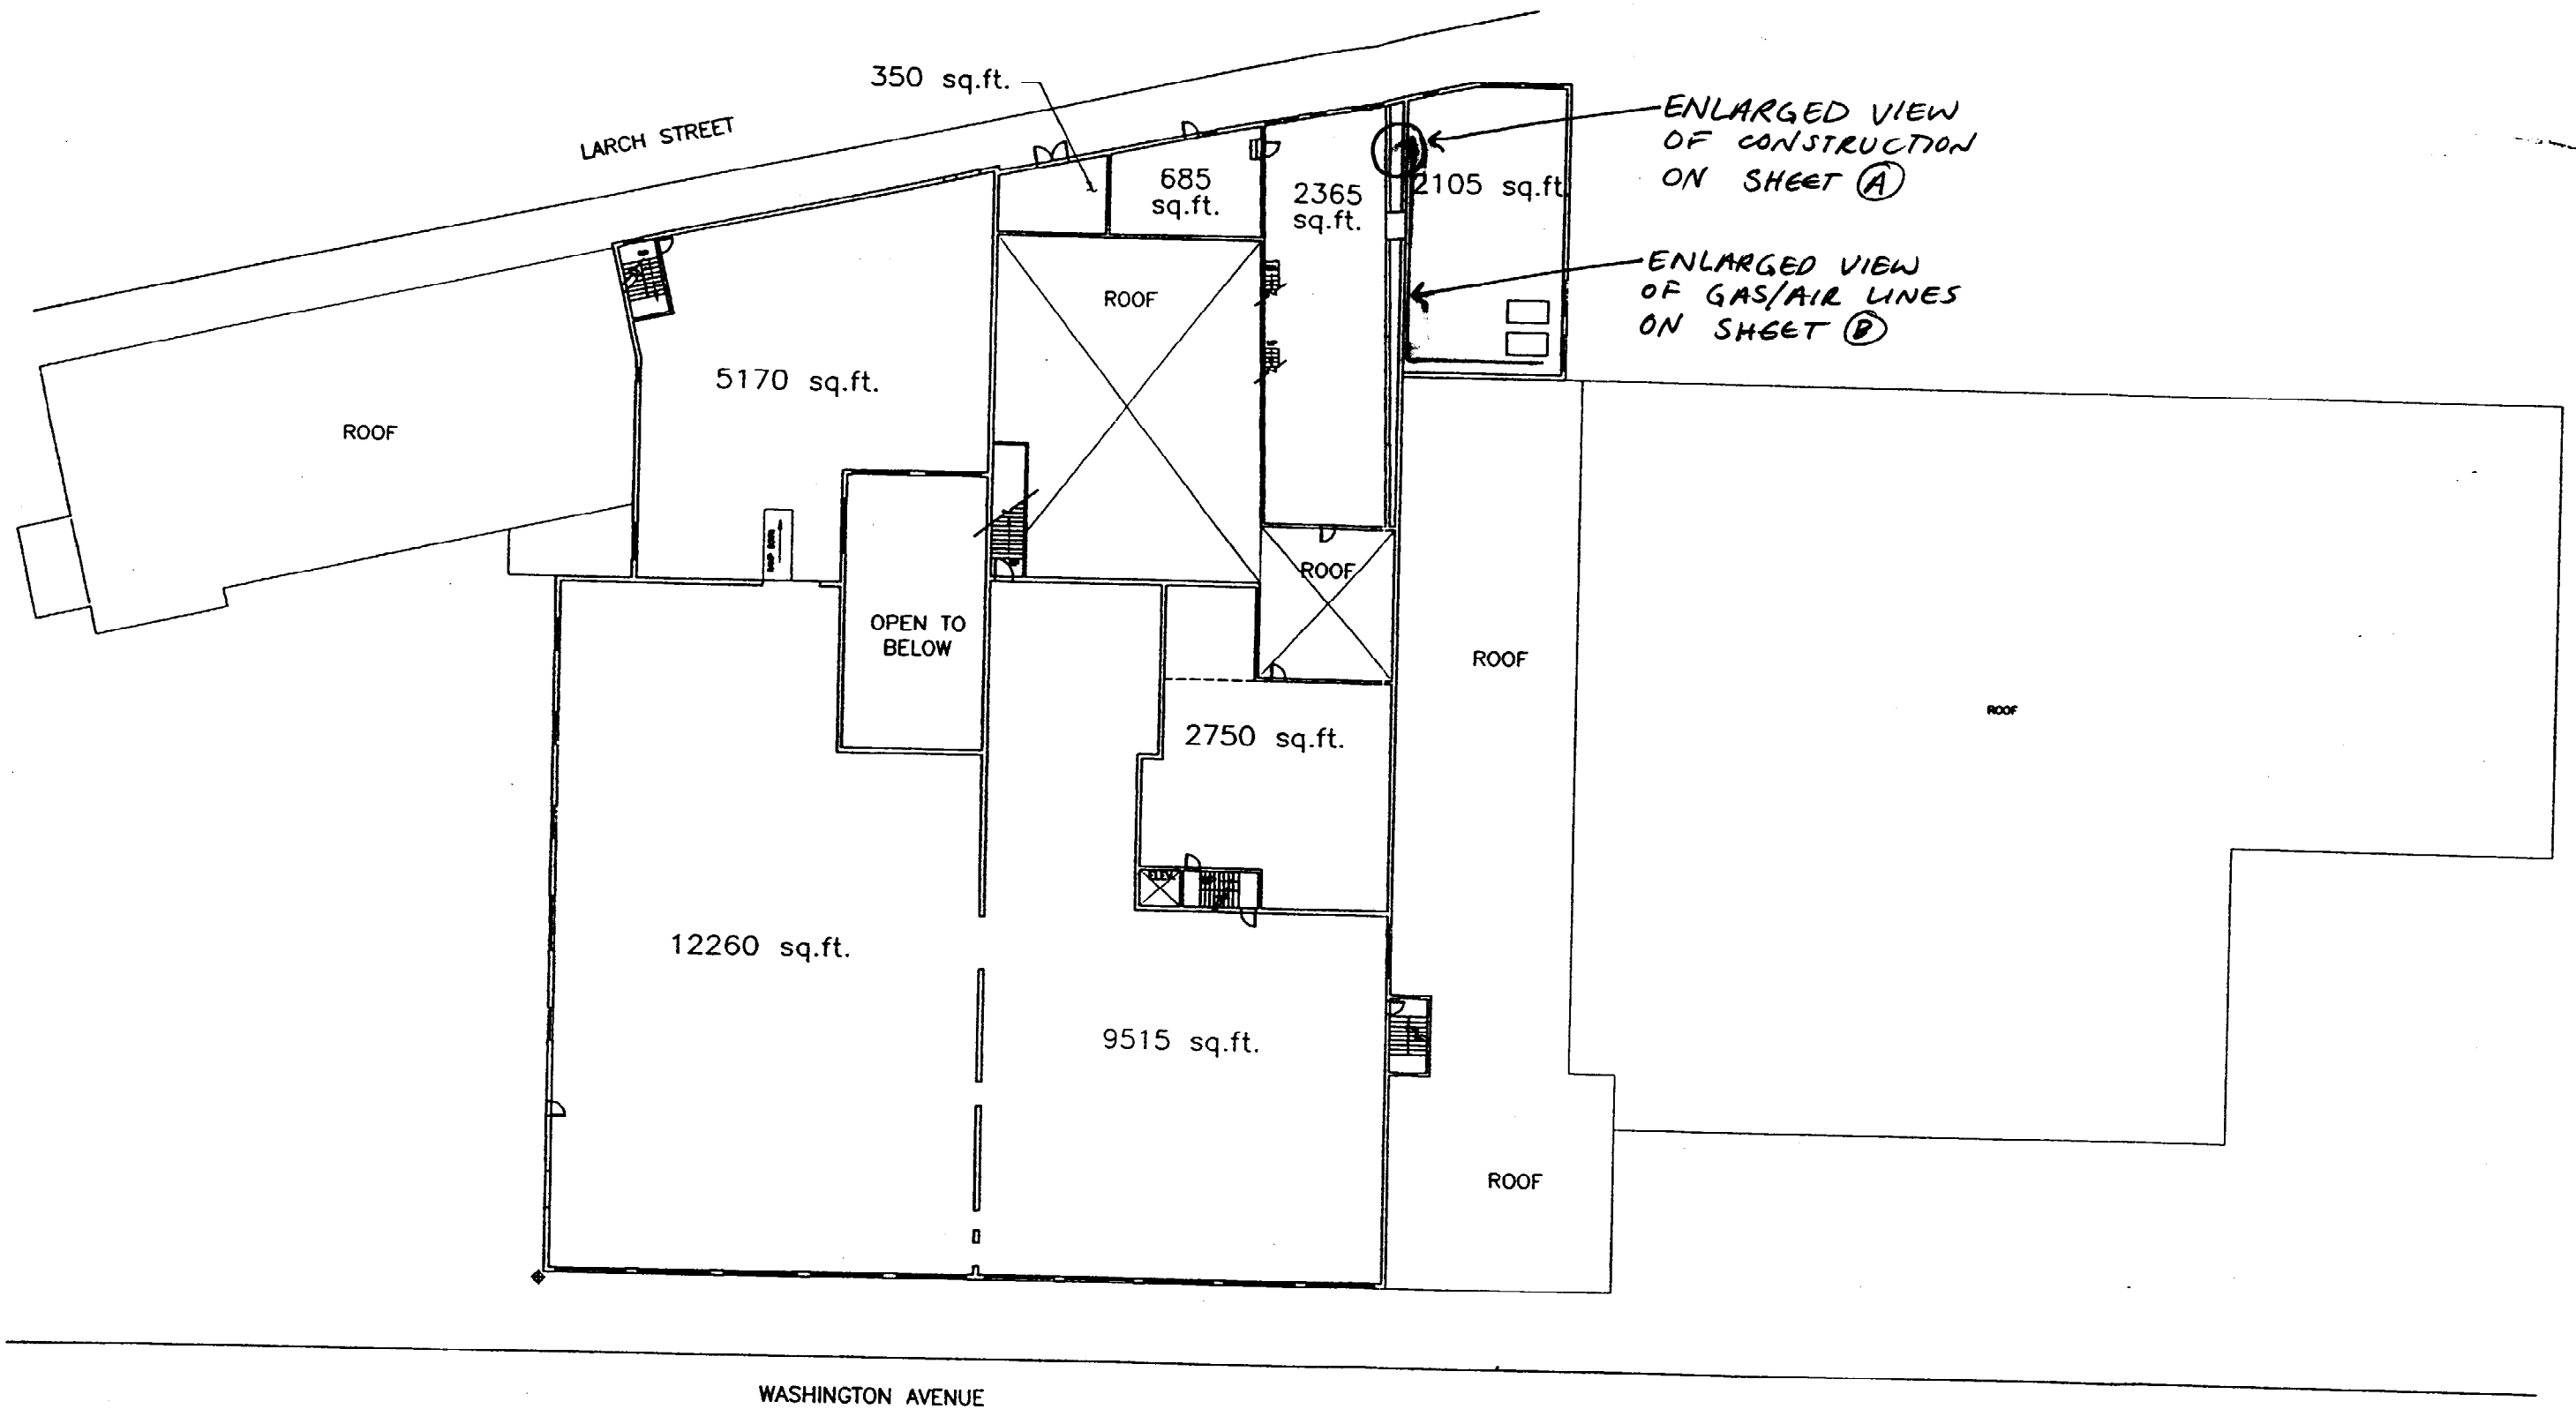 350 sq.ft.
LARCH STREET
ENLARGED VIEW
OF CONSTRUCTION
ON SHEET A
685
sq.ft.
2365
sq.ft.
2105 sq.ft.
ENLARGED VIEW
OF GAS/AIR LINES
ON SHEET B
ROOF
5170 sq.ft.
ROOF
ROOF
OPEN TO
BELOW
ROOF
ROOF
2750 sq.ft.
ELEV.
12260 sq.ft.
9515 sq.ft.
ROOF
WASHINGTON AVENUE